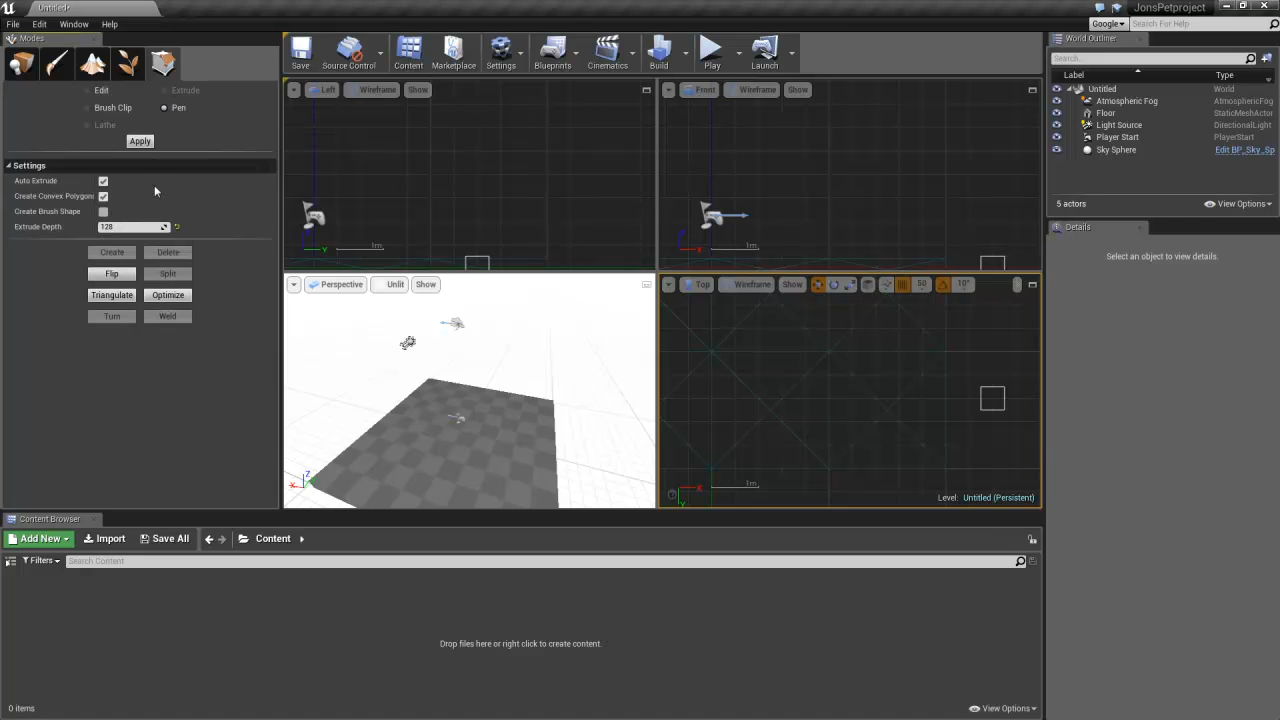 Untitled*
JonsPetproject
File Edit Window Help
Google Search For Help
Modes
Save Source Control Content Marketplace Settings Blueprints Cinematics Build Play Launch
Edit Extrude
Brush Clip Pen
Lathe
Apply
Settings
Auto Extrude
Create Convex Polygons
Create Brush Shape
Extrude Depth 128
Create Delete
Flip Split
Triangulate Optimize
Turn Weld
Left Wireframe Show
Y 1m
Front Wireframe Show
X 1m
Perspective Unlit Show
Z
X
Top Wireframe Show 50 10°
X 1m
Y
Level: Untitled (Persistent)
World Outliner
Search...
Label Type
Untitled World
Atmospheric Fog AtmosphericFog
Floor StaticMeshActor
Light Source DirectionalLight
Player Start PlayerStart
Sky Sphere Edit BP_Sky_Sp
5 actors View Options
Details
Select an object to view details.
Content Browser
Add New Import Save All Content
Filters Search Content
Drop files here or right click to create content.
0 items View Options